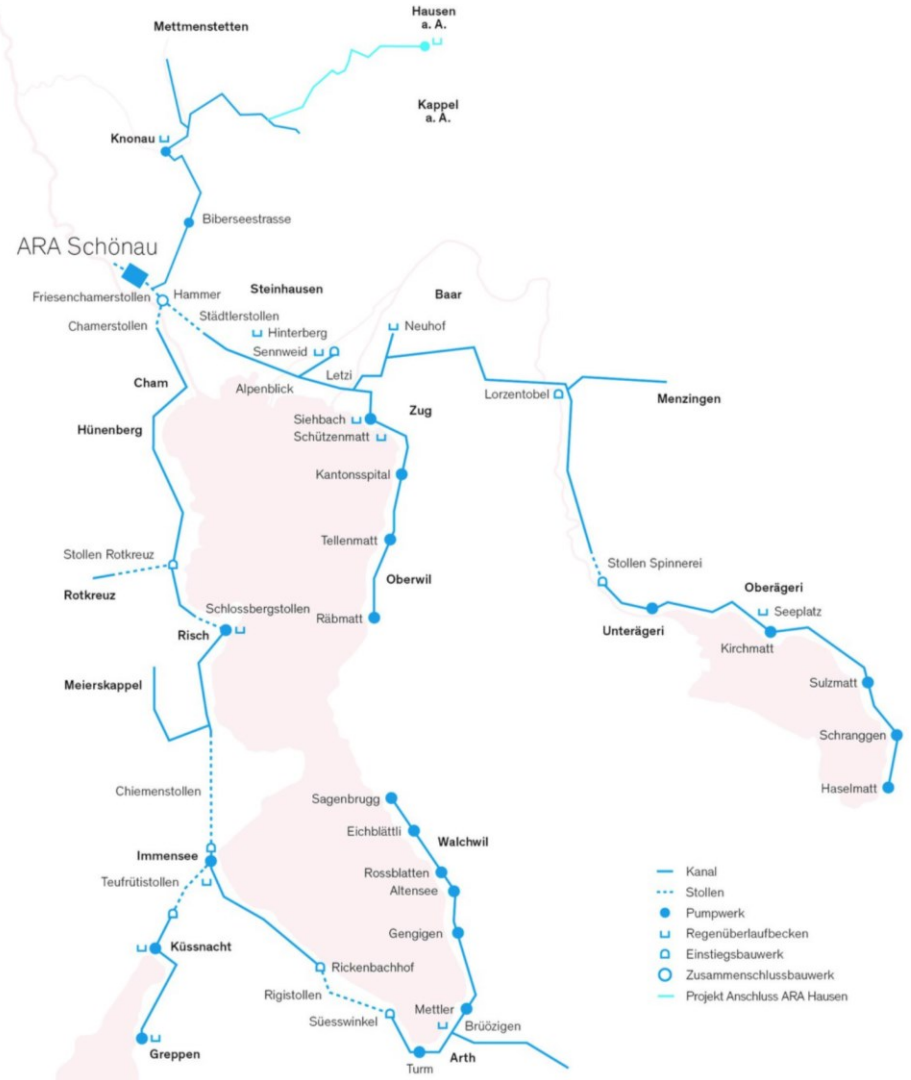 Hausen
a. A.
Mettmenstetten
Kappel
a. A.
Knonau
Biberseestrasse
ARA Schönau
Friesenchamerstollen
Hammer
Steinhausen
Baar
Städtlerstollen
Chamerstollen
Hinterberg
Neuhof
Sennweid
Letzi
Cham
Alpenblick
Lorzentobel
Menzingen
Zug
Siehbach
Hünenberg
Schützenmatt
Kantonsspital
Tellenmatt
Stollen Rotkreuz
Stollen Spinnerei
Oberwil
Oberägeri
Rotkreuz
Schlossbergstollen
Seeplatz
Räbmatt
Risch
Unterägeri
Kirchmatt
Meierskappel
Sulzmatt
Schranggen
Chiemenstollen
Haselmatt
Sagenbrugg
Eichblättli
Walchwil
Immensee
Rossblatten
Kanal
Teufrütistollen
Altensee
Stollen
Pumpwerk
Gengigen
Regenüberlaufbecken
Küssnacht
Einstiegsbauwerk
Rickenbachhof
Zusammenschlussbauwerk
Rigistollen
Projekt Anschluss ARA Hausen
Mettler
Süesswinkel
Brüözigen
Greppen
Arth
Turm